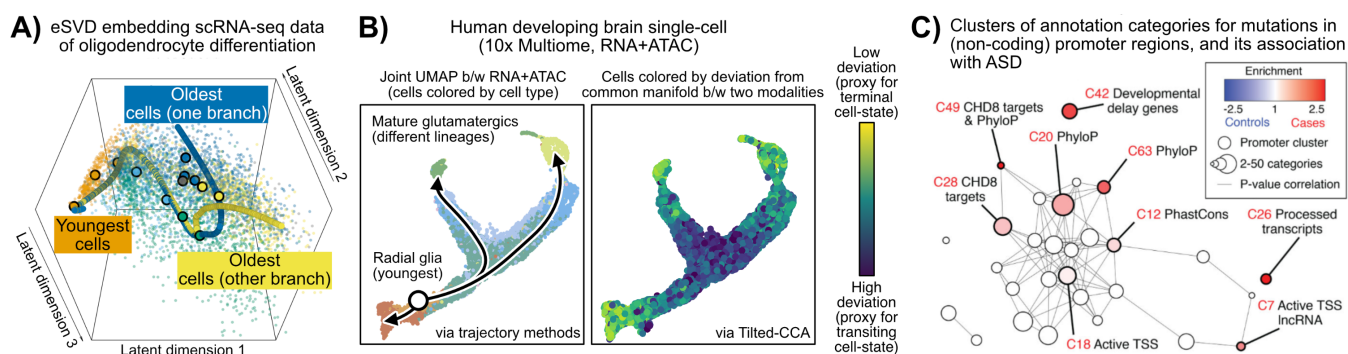 A) eSVD embedding scRNA-seq data
of oligodendrocyte differentiation
Oldest
cells (one branch)
Latent dimension 2
Youngest
cells
Oldest
cells (other branch)
Latent dimension 3
Latent dimension 1
B) Human developing brain single-cell
(10x Multiome, RNA+ATAC)
Joint UMAP b/w RNA+ATAC
(cells colored by cell type)
Mature glutamatergics
(different lineages)
Radial glia
(youngest)
via trajectory methods
Cells colored by deviation from
common manifold b/w two modalities
via Tilted-CCA
Low
deviation
(proxy for
terminal
cell-state)
High
deviation
(proxy for
transiting
cell-state)
C) Clusters of annotation categories for mutations in
(non-coding) promoter regions, and its association
with ASD
Enrichment
-2.5 1 2.5
Controls Cases
Promoter cluster
2-50 categories
P-value correlation
C49 CHD8 targets
& PhyloP
C42 Developmental
delay genes
C20 PhyloP
C63 PhyloP
C28 CHD8
targets
C12 PhastCons
C26 Processed
transcripts
C7 Active TSS
lncRNA
C18 Active TSS